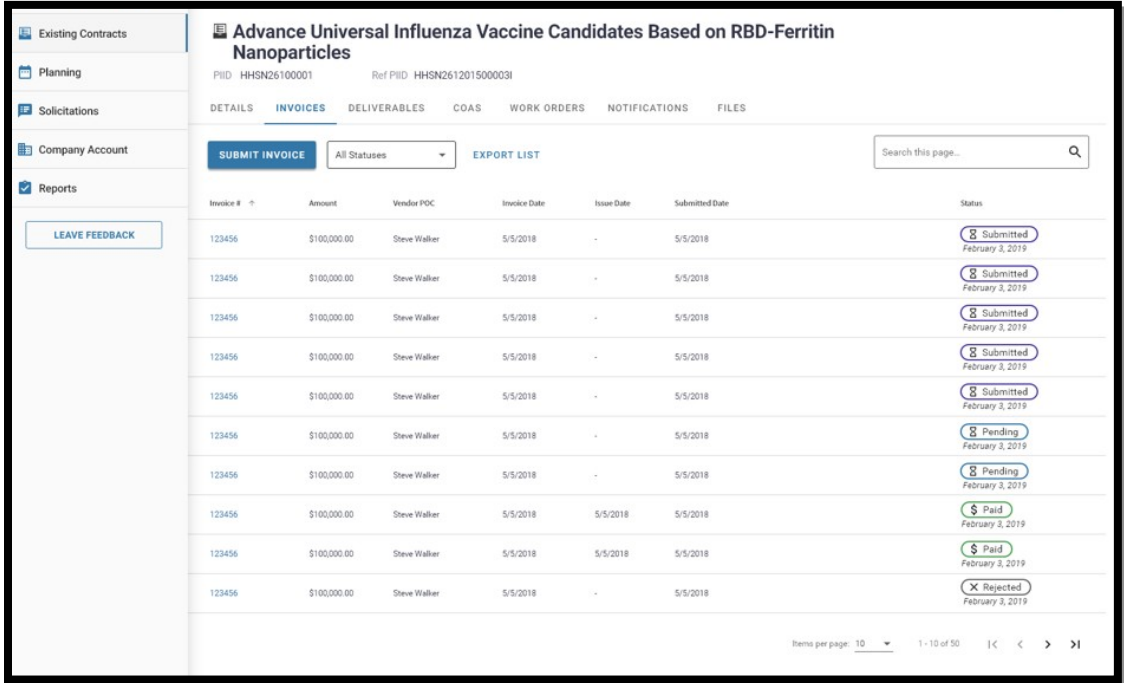 Existing Contracts
Planning
Solicitations
Company Account
Reports
LEAVE FEEDBACK
Advance Universal Influenza Vaccine Candidates Based on RBD-Ferritin
Nanoparticles
PIID HHSN26100001 Ref PIID HHSN261201500003I
DETAILS INVOICES DELIVERABLES COAS WORK ORDERS NOTIFICATIONS FILES
SUBMIT INVOICE All Statuses EXPORT LIST Search this page...
Invoice # ↑ Amount Vendor POC Invoice Date Issue Date Submitted Date Status
123456 $100,000.00 Steve Walker 5/5/2018 - 5/5/2018 Submitted
February 3, 2019
123456 $100,000.00 Steve Walker 5/5/2018 - 5/5/2018 Submitted
February 3, 2019
123456 $100,000.00 Steve Walker 5/5/2018 - 5/5/2018 Submitted
February 3, 2019
123456 $100,000.00 Steve Walker 5/5/2018 - 5/5/2018 Submitted
February 3, 2019
123456 $100,000.00 Steve Walker 5/5/2018 - 5/5/2018 Submitted
February 3, 2019
123456 $100,000.00 Steve Walker 5/5/2018 - 5/5/2018 Pending
February 3, 2019
123456 $100,000.00 Steve Walker 5/5/2018 - 5/5/2018 Pending
February 3, 2019
123456 $100,000.00 Steve Walker 5/5/2018 5/5/2018 5/5/2018 $ Paid
February 3, 2019
123456 $100,000.00 Steve Walker 5/5/2018 5/5/2018 5/5/2018 $ Paid
February 3, 2019
123456 $100,000.00 Steve Walker 5/5/2018 - 5/5/2018 Rejected
February 3, 2019
Items per page: 10 1 - 10 of 50